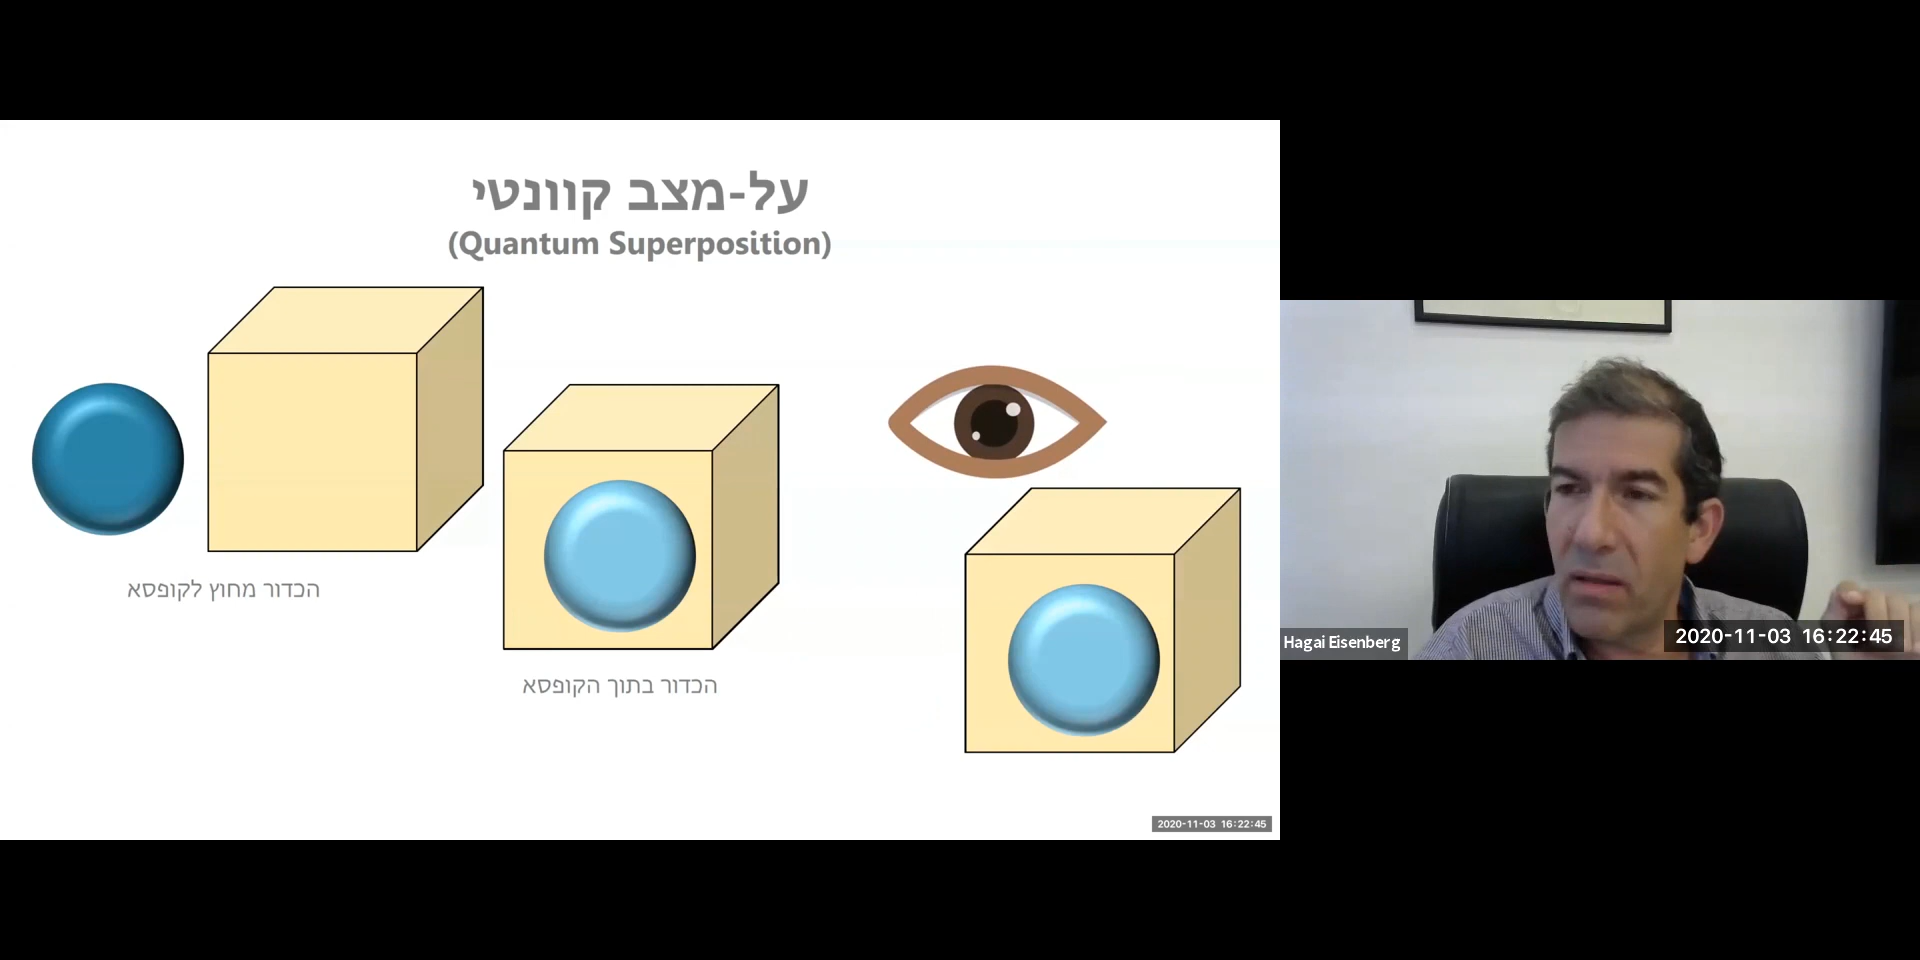 על-מצב קוונטי
(Quantum Superposition)
הכדור מחוץ לקופסא
הכדור בתוך הקופסא
2020-11-03 16:22:45
Hagai Eisenberg
2020-11-03 16:22:45